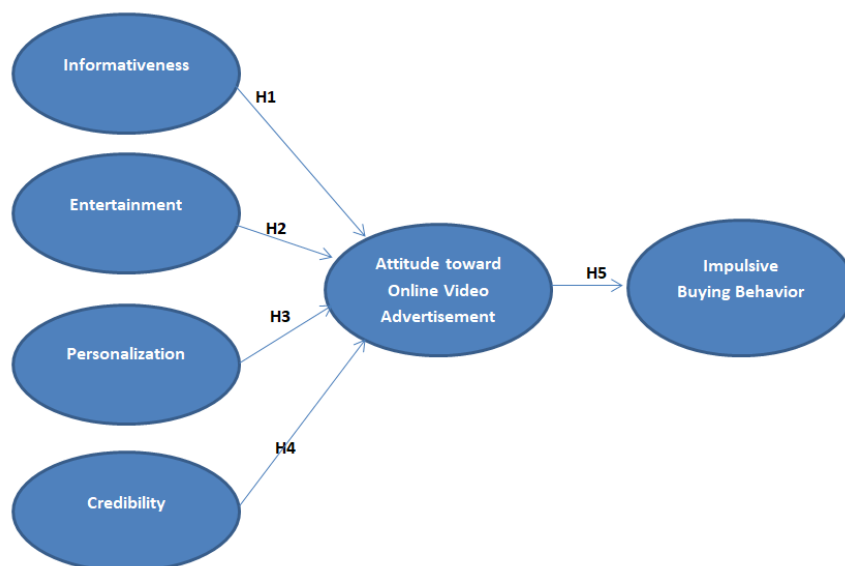 Informativeness
H1
Entertainment
H2
Attitude toward
Online Video
Advertisement
H5
Impulsive
Buying Behavior
H3
Personalization
H4
Credibility